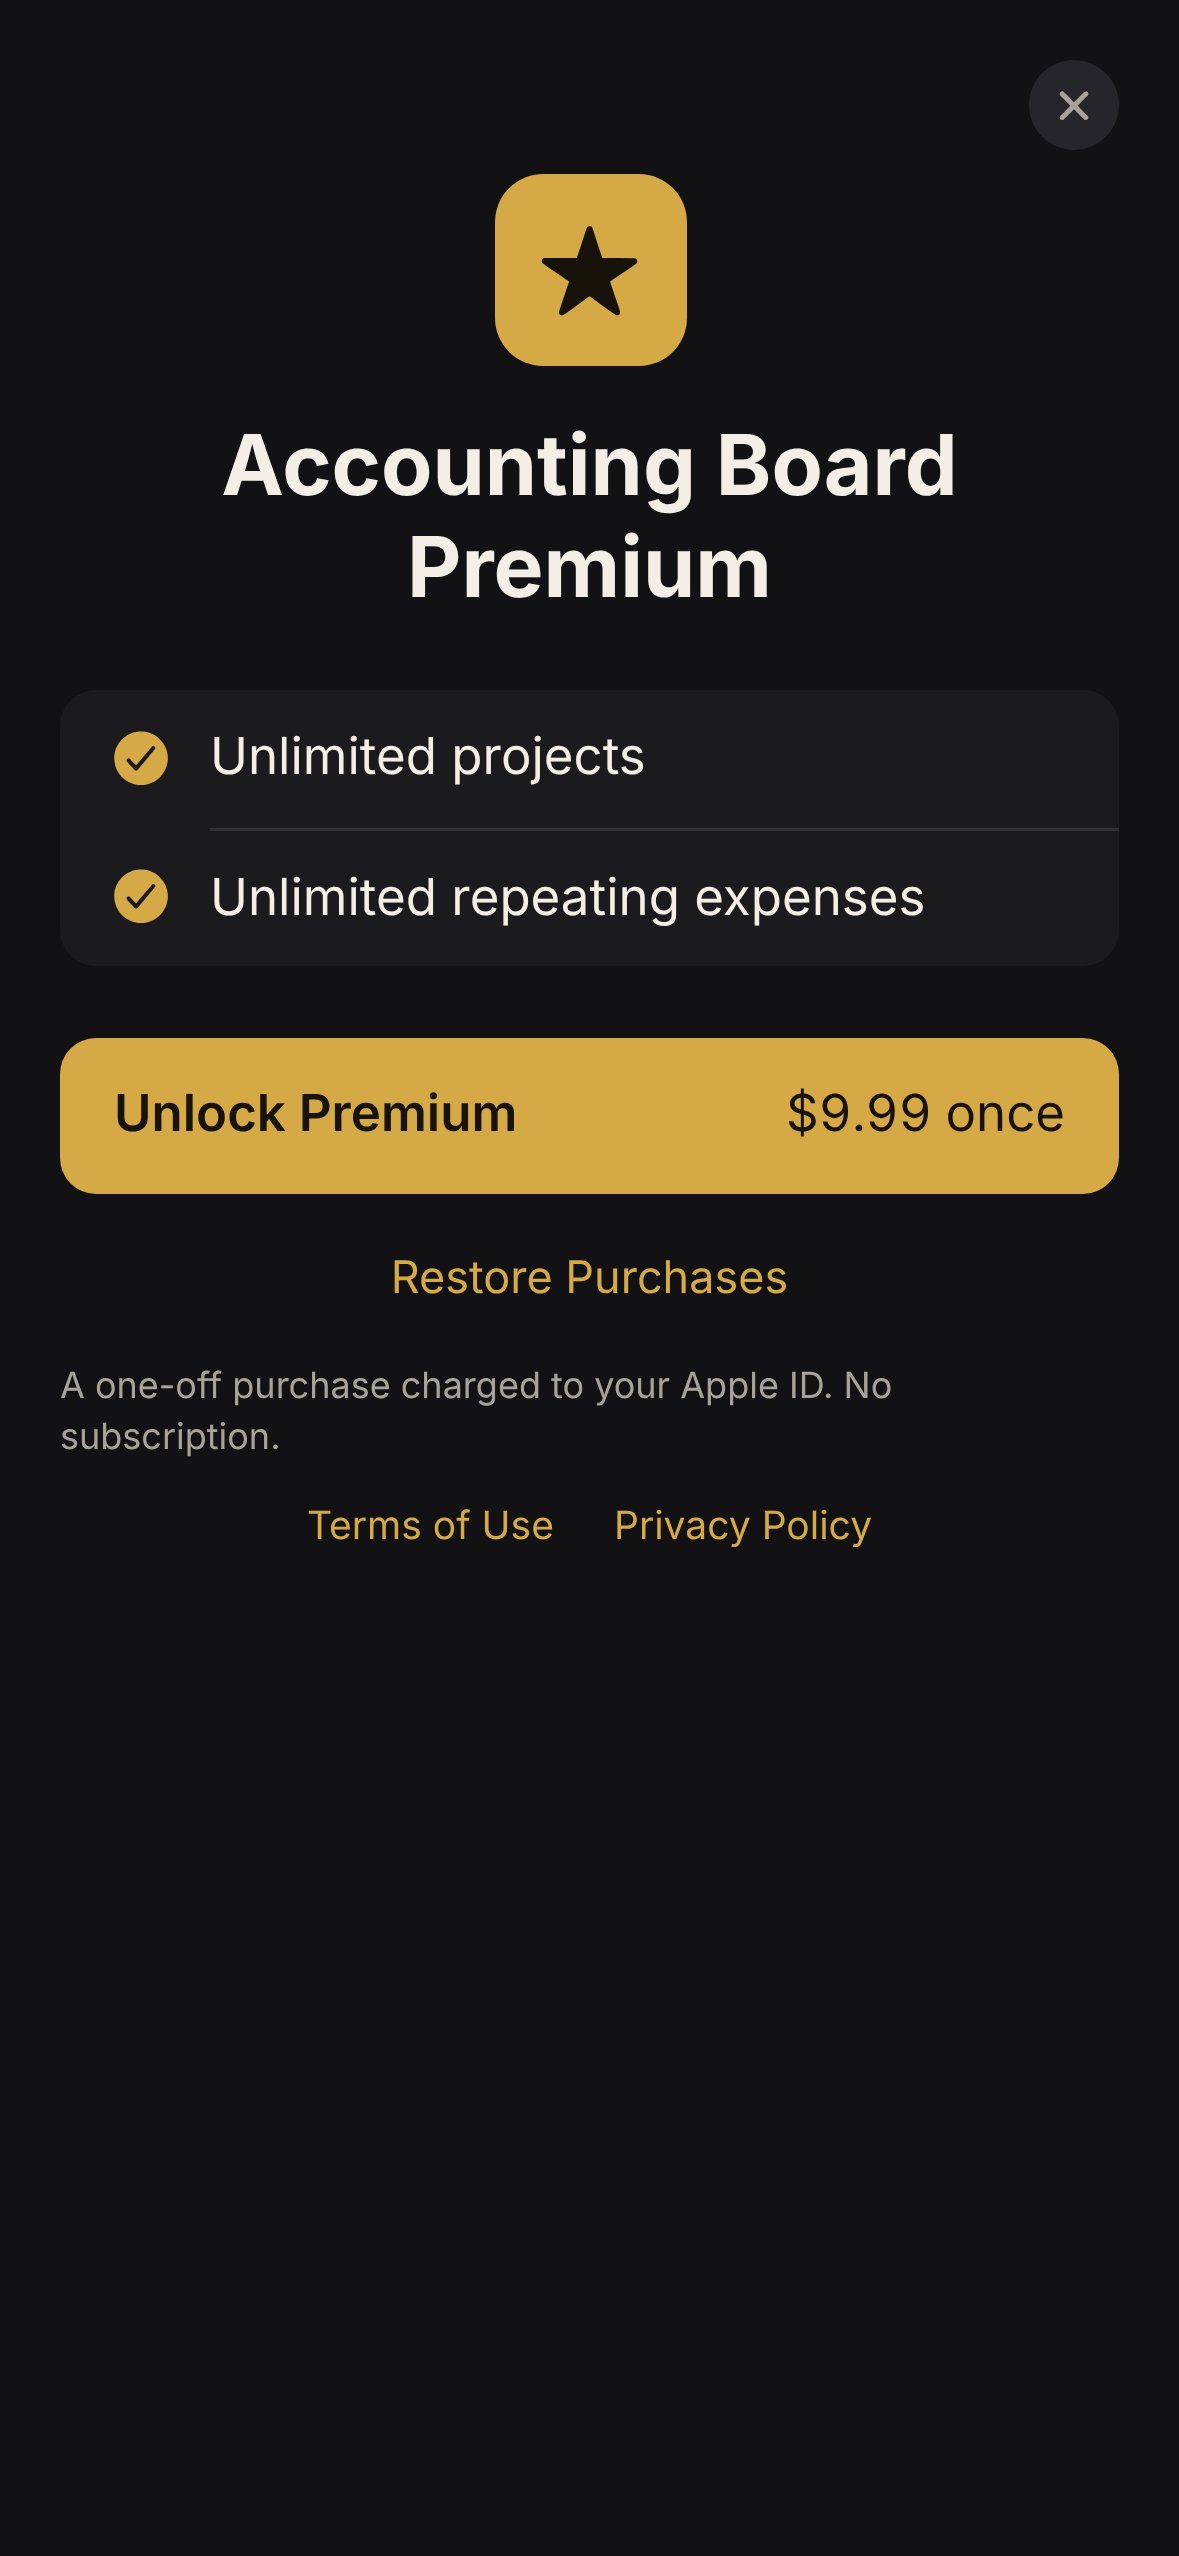 Accounting Board
Premium
Unlimited projects
Unlimited repeating expenses
Unlock Premium $9.99 once
Restore Purchases
A one-off purchase charged to your Apple ID. No
subscription.
Terms of Use Privacy Policy